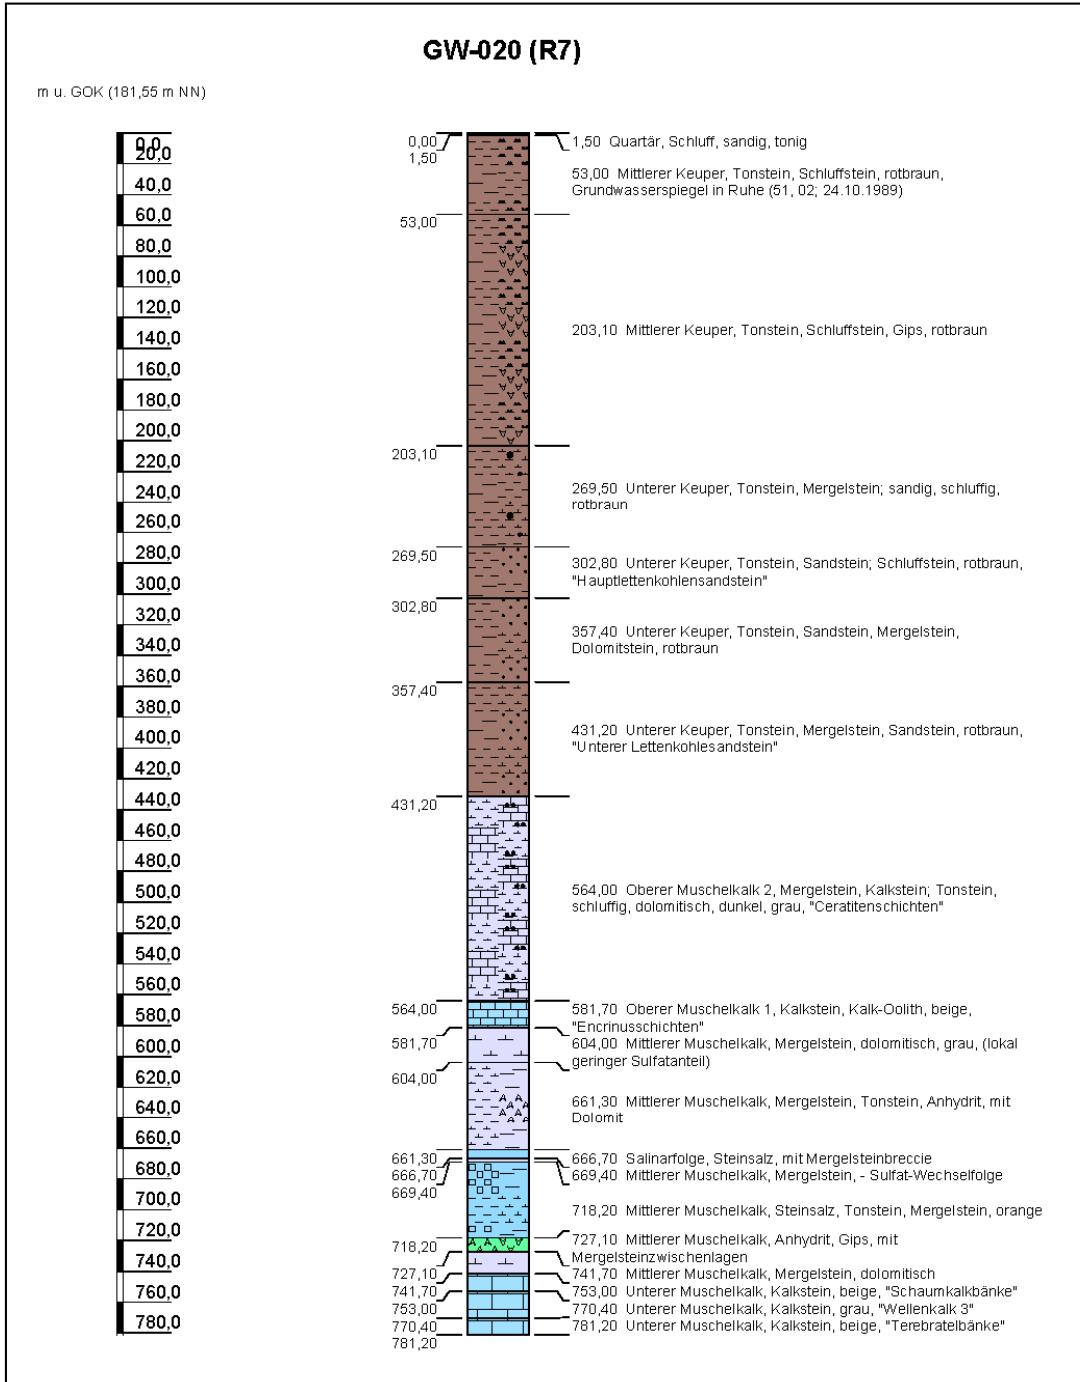 GW-020 (R7)
m u. GOK (181,55 m NN)
0,0
20,0
40,0
60,0
80,0
100,0
120,0
140,0
160,0
180,0
200,0
220,0
240,0
260,0
280,0
300,0
320,0
340,0
360,0
380,0
400,0
420,0
440,0
460,0
480,0
500,0
520,0
540,0
560,0
580,0
600,0
620,0
640,0
660,0
680,0
700,0
720,0
740,0
760,0
780,0
0,00
1,50
53,00
203,10
269,50
302,80
357,40
431,20
564,00
581,70
604,00
661,30
666,70
669,40
718,20
727,10
741,70
753,00
770,40
781,20
1,50 Quartär, Schluff, sandig, tonig
53,00 Mittlerer Keuper, Tonstein, Schluffstein, rotbraun,
Grundwasserspiegel in Ruhe (51, 02; 24.10.1989)
203,10 Mittlerer Keuper, Tonstein, Schluffstein, Gips, rotbraun
269,50 Unterer Keuper, Tonstein, Mergelstein; sandig, schluffig,
rotbraun
302,80 Unterer Keuper, Tonstein, Sandstein; Schluffstein, rotbraun,
"Hauptlettenkohlensandstein"
357,40 Unterer Keuper, Tonstein, Sandstein, Mergelstein,
Dolomitstein, rotbraun
431,20 Unterer Keuper, Tonstein, Mergelstein, Sandstein, rotbraun,
"Unterer Lettenkohlesandstein"
564,00 Oberer Muschelkalk 2, Mergelstein, Kalkstein; Tonstein,
schluffig, dolomitisch, dunkel, grau, "Ceratitenschichten"
581,70 Oberer Muschelkalk 1, Kalkstein, Kalk-Oolith, beige,
"Encrinusschichten"
604,00 Mittlerer Muschelkalk, Mergelstein, dolomitisch, grau, (lokal
geringer Sulfatanteil)
661,30 Mittlerer Muschelkalk, Mergelstein, Tonstein, Anhydrit, mit
Dolomit
666,70 Salinarfolge, Steinsalz, mit Mergelsteinbreccie
669,40 Mittlerer Muschelkalk, Mergelstein, - Sulfat-Wechselfolge
718,20 Mittlerer Muschelkalk, Steinsalz, Tonstein, Mergelstein, orange
727,10 Mittlerer Muschelkalk, Anhydrit, Gips, mit
Mergelsteinzwischenlagen
741,70 Mittlerer Muschelkalk, Mergelstein, dolomitisch
753,00 Unterer Muschelkalk, Kalkstein, beige, "Schaumkalkbänke"
770,40 Unterer Muschelkalk, Kalkstein, grau, "Wellenkalk 3"
781,20 Unterer Muschelkalk, Kalkstein, beige, "Terebratelbänke"